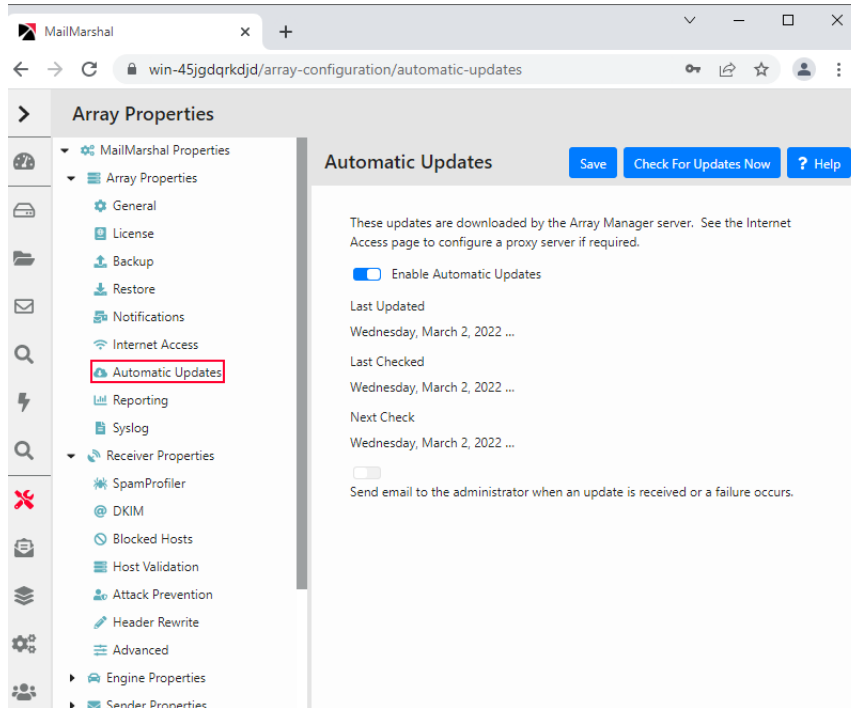 MailMarshal
win-45jgdqrkdjd/array-configuration/automatic-updates
Array Properties
MailMarshal Properties
Array Properties
General
License
Backup
Restore
Notifications
Internet Access
Automatic Updates
Reporting
Syslog
Receiver Properties
SpamProfiler
DKIM
Blocked Hosts
Host Validation
Attack Prevention
Header Rewrite
Advanced
Engine Properties
Sender Properties
Automatic Updates
Save
Check For Updates Now
? Help
These updates are downloaded by the Array Manager server. See the Internet
Access page to configure a proxy server if required.
Enable Automatic Updates
Last Updated
Wednesday, March 2, 2022 ...
Last Checked
Wednesday, March 2, 2022 ...
Next Check
Wednesday, March 2, 2022 ...
Send email to the administrator when an update is received or a failure occurs.